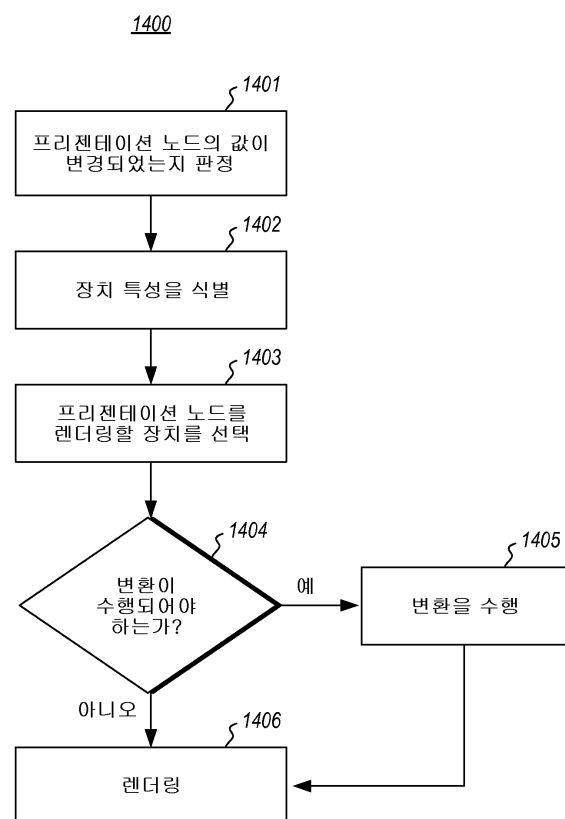 1400
1401
프리젠테이션 노드의 값이
변경되었는지 판정
1402
장치 특성을 식별
1403
프리젠테이션 노드를
렌더링할 장치를 선택
1404
변환이
수행되어야
하는가?
예
1405
변환을 수행
아니오
1406
렌더링